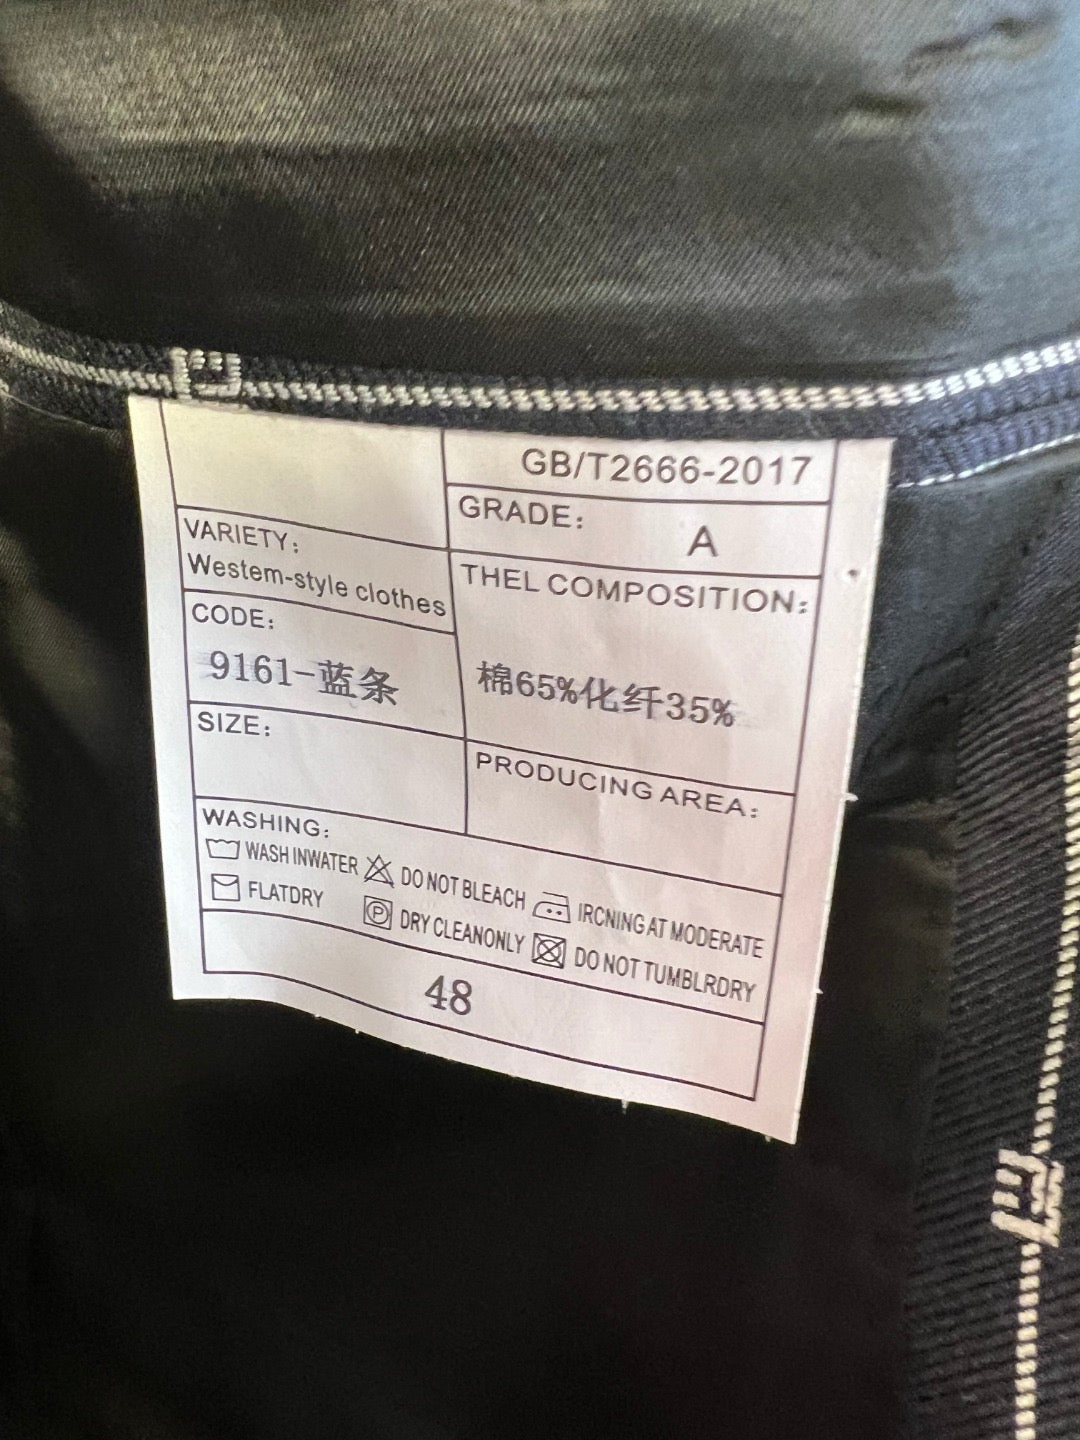 GB/T2666-2017
GRADE: A
VARIETY:
Westem-style clothes
THEL COMPOSITION:
棉65%化纤35%
CODE:
9161-蓝条
SIZE:
PRODUCING AREA:
WASHING:
WASH INWATER DO NOT BLEACH IRCNING AT MODERATE
FLATDRY P DRY CLEANONLY DO NOT TUMBLRDRY
48